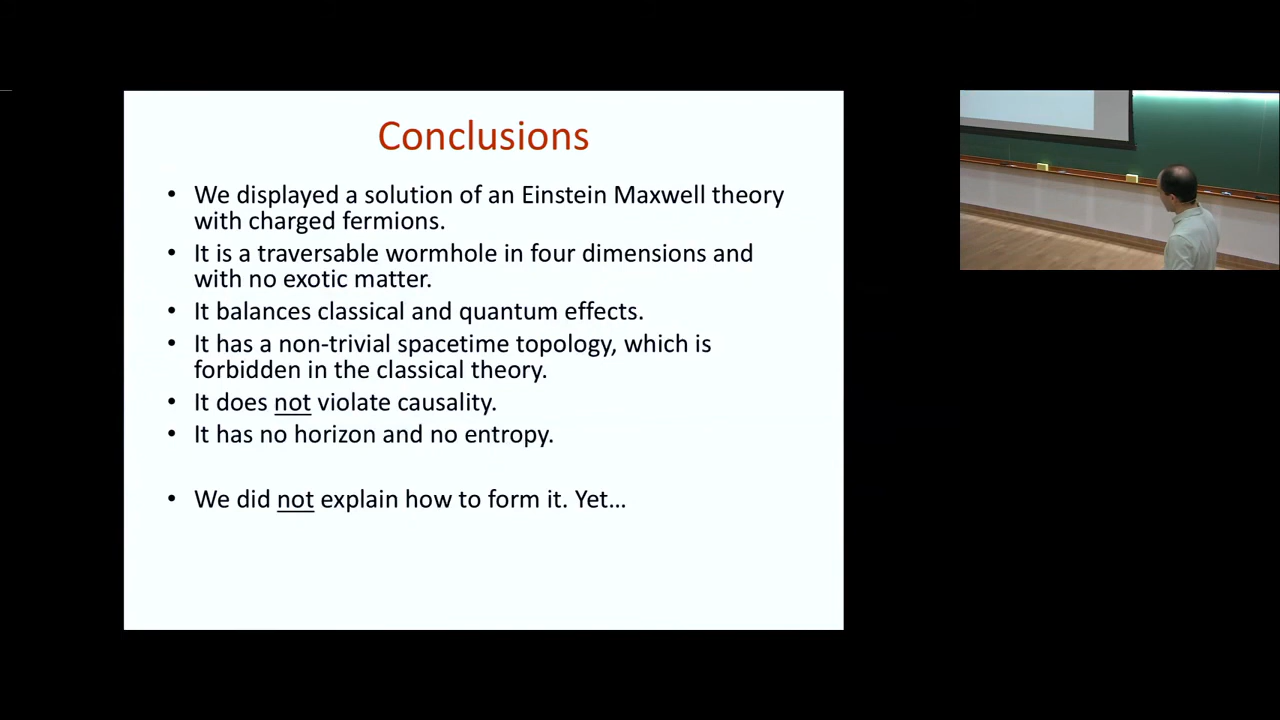 Conclusions
• We displayed a solution of an Einstein Maxwell theory
with charged fermions.
• It is a traversable wormhole in four dimensions and
with no exotic matter.
• It balances classical and quantum effects.
• It has a non-trivial spacetime topology, which is
forbidden in the classical theory.
• It does not violate causality.
• It has no horizon and no entropy.
• We did not explain how to form it. Yet...